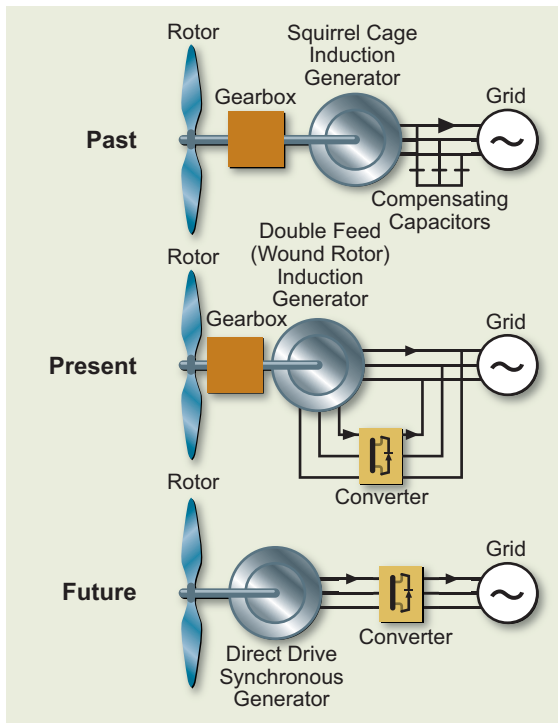 Rotor
Squirrel Cage
Induction
Generator
Gearbox
Grid
Past
Compensating
Capacitors
Rotor
Double Feed
(Wound Rotor)
Induction
Generator
Gearbox
Grid
Present
Converter
Rotor
Grid
Future
Converter
Direct Drive
Synchronous
Generator